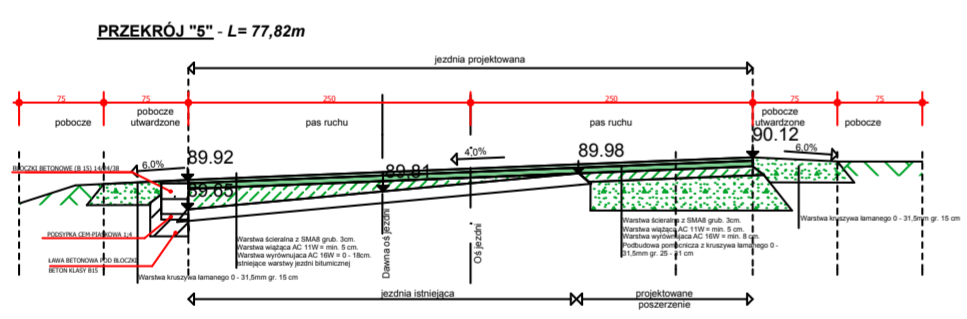 PRZEKRÓJ "5" - L= 77,82m
jezdnia projektowana
75
75
250
250
75
75
pobocze
pobocze
utwardzone
pas ruchu
pas ruchu
pobocze
utwardzone
pobocze
6.0%
89.92
89.81
4.0%
89.98
90.12
6.0%
BLOCZKI BETONOWE (B 15) 14/24/38
89.65
PODSYPKA CEM-PIASKOWA 1:4
ŁAWA BETONOWA POD BLOCZKI
BETON KLASY B15
Warstwa kruszywa łamanego 0 - 31,5mm gr. 15 cm
Warstwa ścieralna z SMA8 grub. 3cm.
Warstwa wiążąca AC 11W = min. 5 cm.
Warstwa wyrównujaca AC 16W = 0 - 18cm.
istniejące warstwy jezdni bitumicznej
Dawna oś jezdni
Oś jezdni
Warstwa ścieralna z SMA8 grub. 3cm.
Warstwa wiążąca AC 11W = min. 5 cm.
Warstwa wyrównujaca AC 16W = min. 8 cm.
Podbudowa pomocnicza z kruszywa łamanego 0 -
31,5mm gr. 25 - 31 cm
Warstwa kruszywa łamanego 0 - 31,5mm gr. 15 cm
jezdnia istniejąca
projektowane
poszerzenie